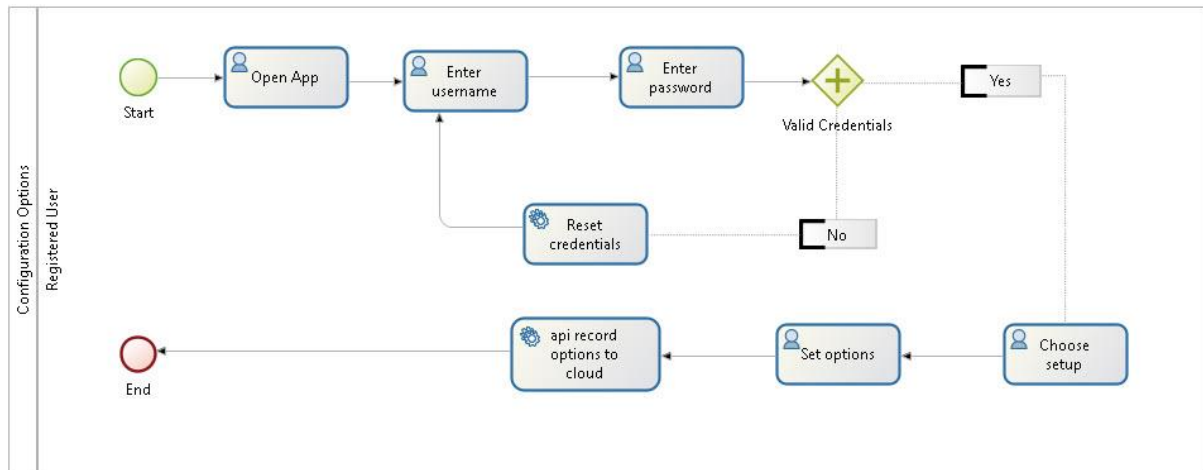 Configuration Options
Registered User
Start
Open App
Enter
username
Enter
password
Valid Credentials
Yes
Reset
credentials
No
End
api record
options to
cloud
Set options
Choose
setup